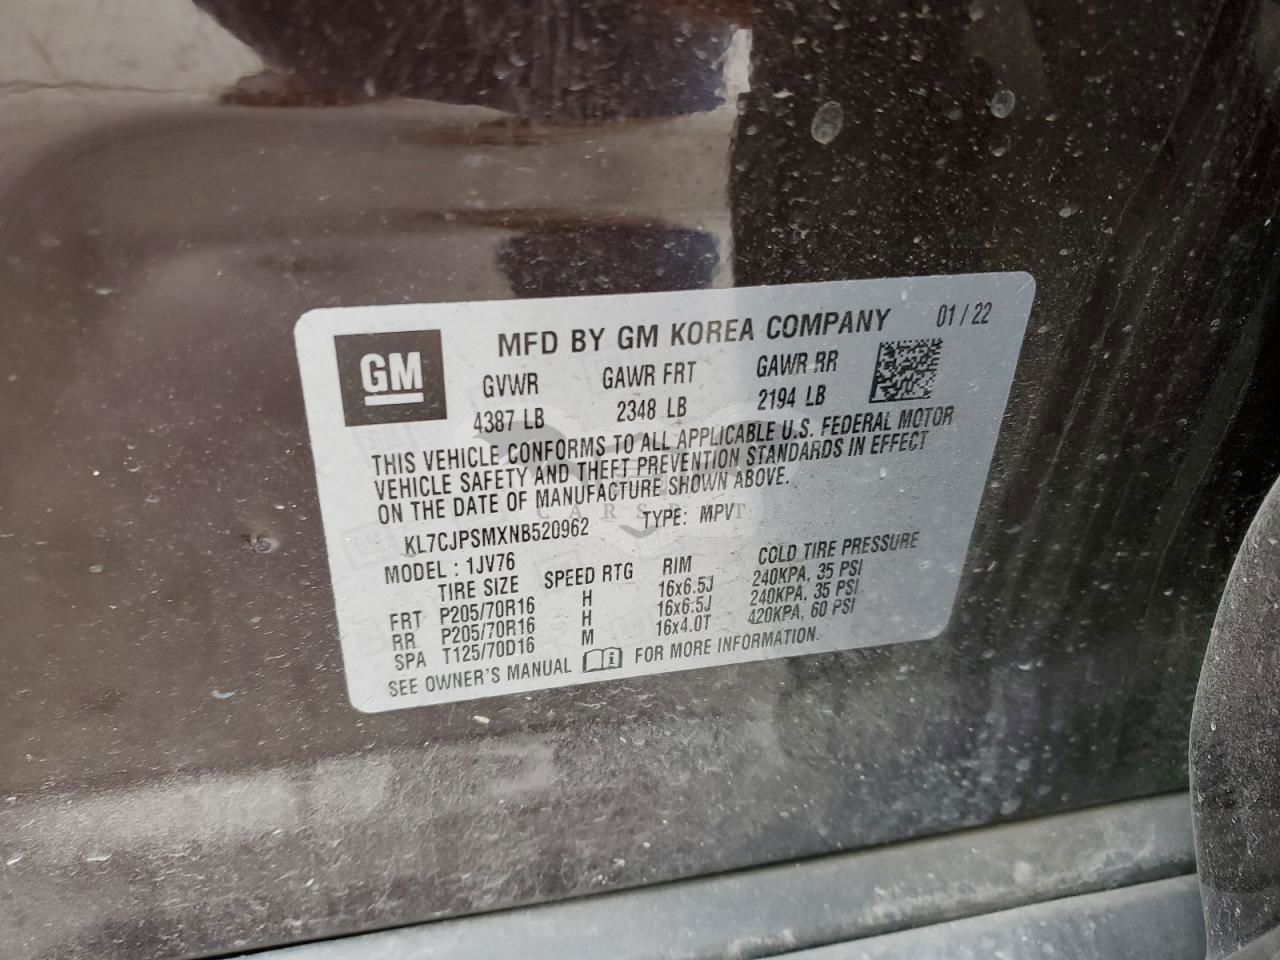 MFD BY GM KOREA COMPANY 01 / 22
GM
GVWR GAWR FRT GAWR RR
4387 LB 2348 LB 2194 LB
THIS VEHICLE CONFORMS TO ALL APPLICABLE U.S. FEDERAL MOTOR
VEHICLE SAFETY AND THEFT PREVENTION STANDARDS IN EFFECT
ON THE DATE OF MANUFACTURE SHOWN ABOVE.
KL7CJPSMXNB520962 TYPE: MPV
MODEL : 1JV76
TIRE SIZE SPEED RTG RIM COLD TIRE PRESSURE
FRT P205/70R16 H 16x6.5J 240KPA, 35 PSI
RR P205/70R16 H 16x6.5J 240KPA, 35 PSI
SPA T125/70D16 M 16x4.0T 420KPA, 60 PSI
SEE OWNER'S MANUAL i FOR MORE INFORMATION.